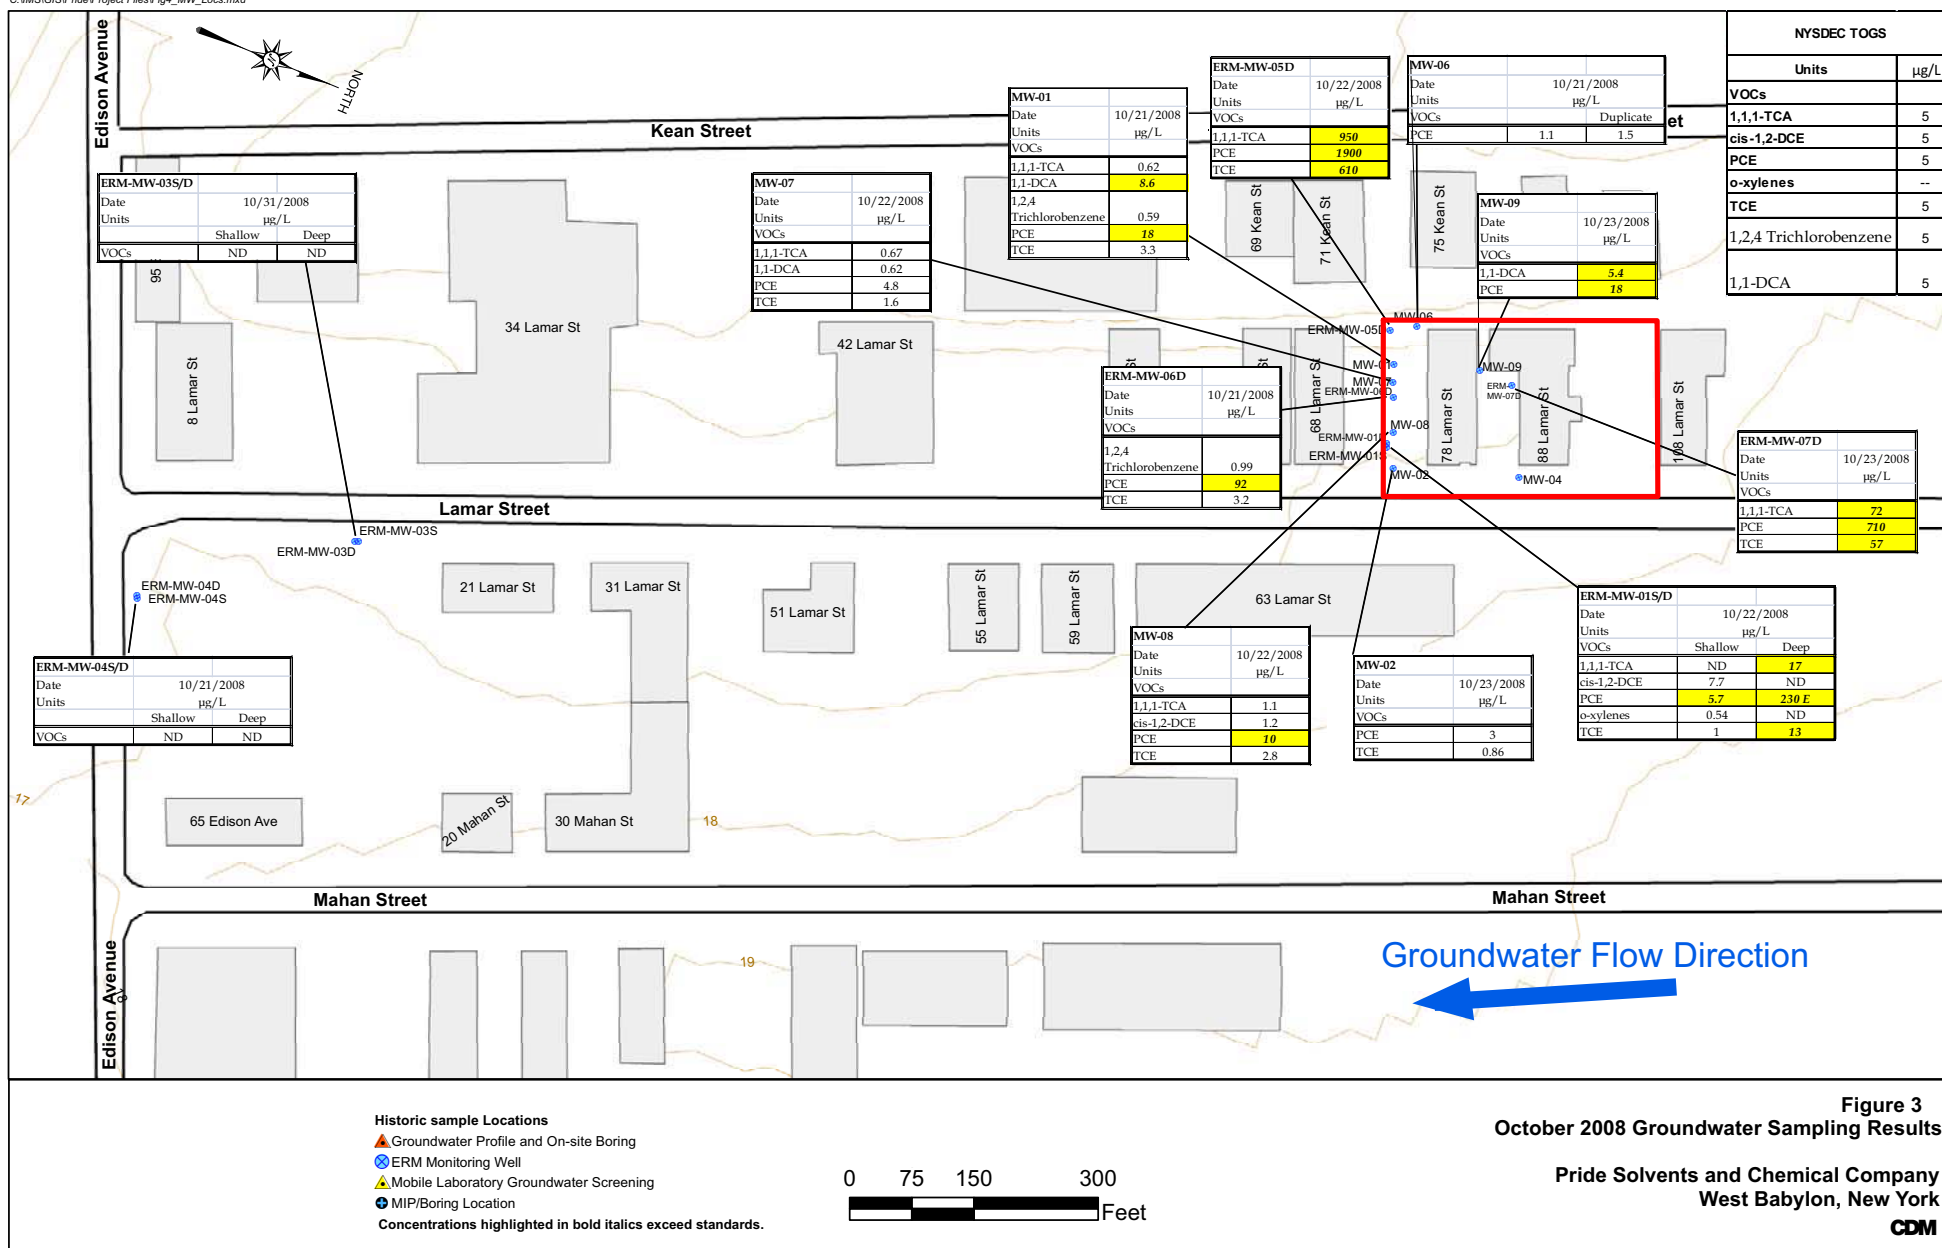 C:\IMS\GIS\Pride\Project Files\Fig4_MW_Locs.mxd
Edison Avenue
NORTH
N
Kean Street
et
NYSDEC TOGS
Units µg/L
VOCs
1,1,1-TCA 5
cis-1,2-DCE 5
PCE 5
o-xylenes --
TCE 5
1,2,4 Trichlorobenzene 5
1,1-DCA 5
ERM-MW-05D
Date 10/22/2008
Units µg/L
VOCs
1,1,1-TCA 950
PCE 1900
TCE 610
MW-06
Date 10/21/2008
Units µg/L
VOCs Duplicate
PCE 1.1 1.5
MW-01
Date 10/21/2008
Units µg/L
VOCs
1,1,1-TCA 0.62
1,1-DCA 8.6
1,2,4
Trichlorobenzene 0.59
PCE 18
TCE 3.3
ERM-MW-03S/D
Date 10/31/2008
Units µg/L
Shallow Deep
VOCs ND ND
MW-07
Date 10/22/2008
Units µg/L
VOCs
1,1,1-TCA 0.67
1,1-DCA 0.62
PCE 4.8
TCE 1.6
MW-09
Date 10/23/2008
Units µg/L
VOCs
1,1-DCA 5.4
PCE 18
69 Kean St
71 Kean St
75 Kean St
95
8 Lamar St
34 Lamar St
42 Lamar St
St
St
68 Lamar St
78 Lamar St
88 Lamar St
108 Lamar St
ERM-MW-05D
MW-06
MW-01
MW-07
ERM-MW-06D
MW-08
ERM-MW-01D
ERM-MW-01S
MW-02
MW-09
ERM-
MW-07D
MW-04
ERM-MW-06D
Date 10/21/2008
Units µg/L
VOCs
1,2,4
Trichlorobenzene 0.99
PCE 92
TCE 3.2
ERM-MW-07D
Date 10/23/2008
Units µg/L
VOCs
1,1,1-TCA 72
PCE 710
TCE 57
Lamar Street
ERM-MW-03S
ERM-MW-03D
ERM-MW-04D
ERM-MW-04S
21 Lamar St
31 Lamar St
51 Lamar St
55 Lamar St
59 Lamar St
63 Lamar St
ERM-MW-04S/D
Date 10/21/2008
Units µg/L
Shallow Deep
VOCs ND ND
MW-08
Date 10/22/2008
Units µg/L
VOCs
1,1,1-TCA 1.1
cis-1,2-DCE 1.2
PCE 10
TCE 2.8
MW-02
Date 10/23/2008
Units µg/L
VOCs
PCE 3
TCE 0.86
ERM-MW-01S/D
Date 10/22/2008
Units µg/L
VOCs Shallow Deep
1,1,1-TCA ND 17
cis-1,2-DCE 7.7 ND
PCE 5.7 230 E
o-xylenes 0.54 ND
TCE 1 13
17
65 Edison Ave
20 Mahan St
30 Mahan St
18
Mahan Street
Mahan Street
Edison Avenue
18
19
Groundwater Flow Direction
Historic sample Locations
Groundwater Profile and On-site Boring
ERM Monitoring Well
Mobile Laboratory Groundwater Screening
MIP/Boring Location
Concentrations highlighted in bold italics exceed standards.
0 75 150 300
Feet
Figure 3
October 2008 Groundwater Sampling Results
Pride Solvents and Chemical Company
West Babylon, New York
CDM